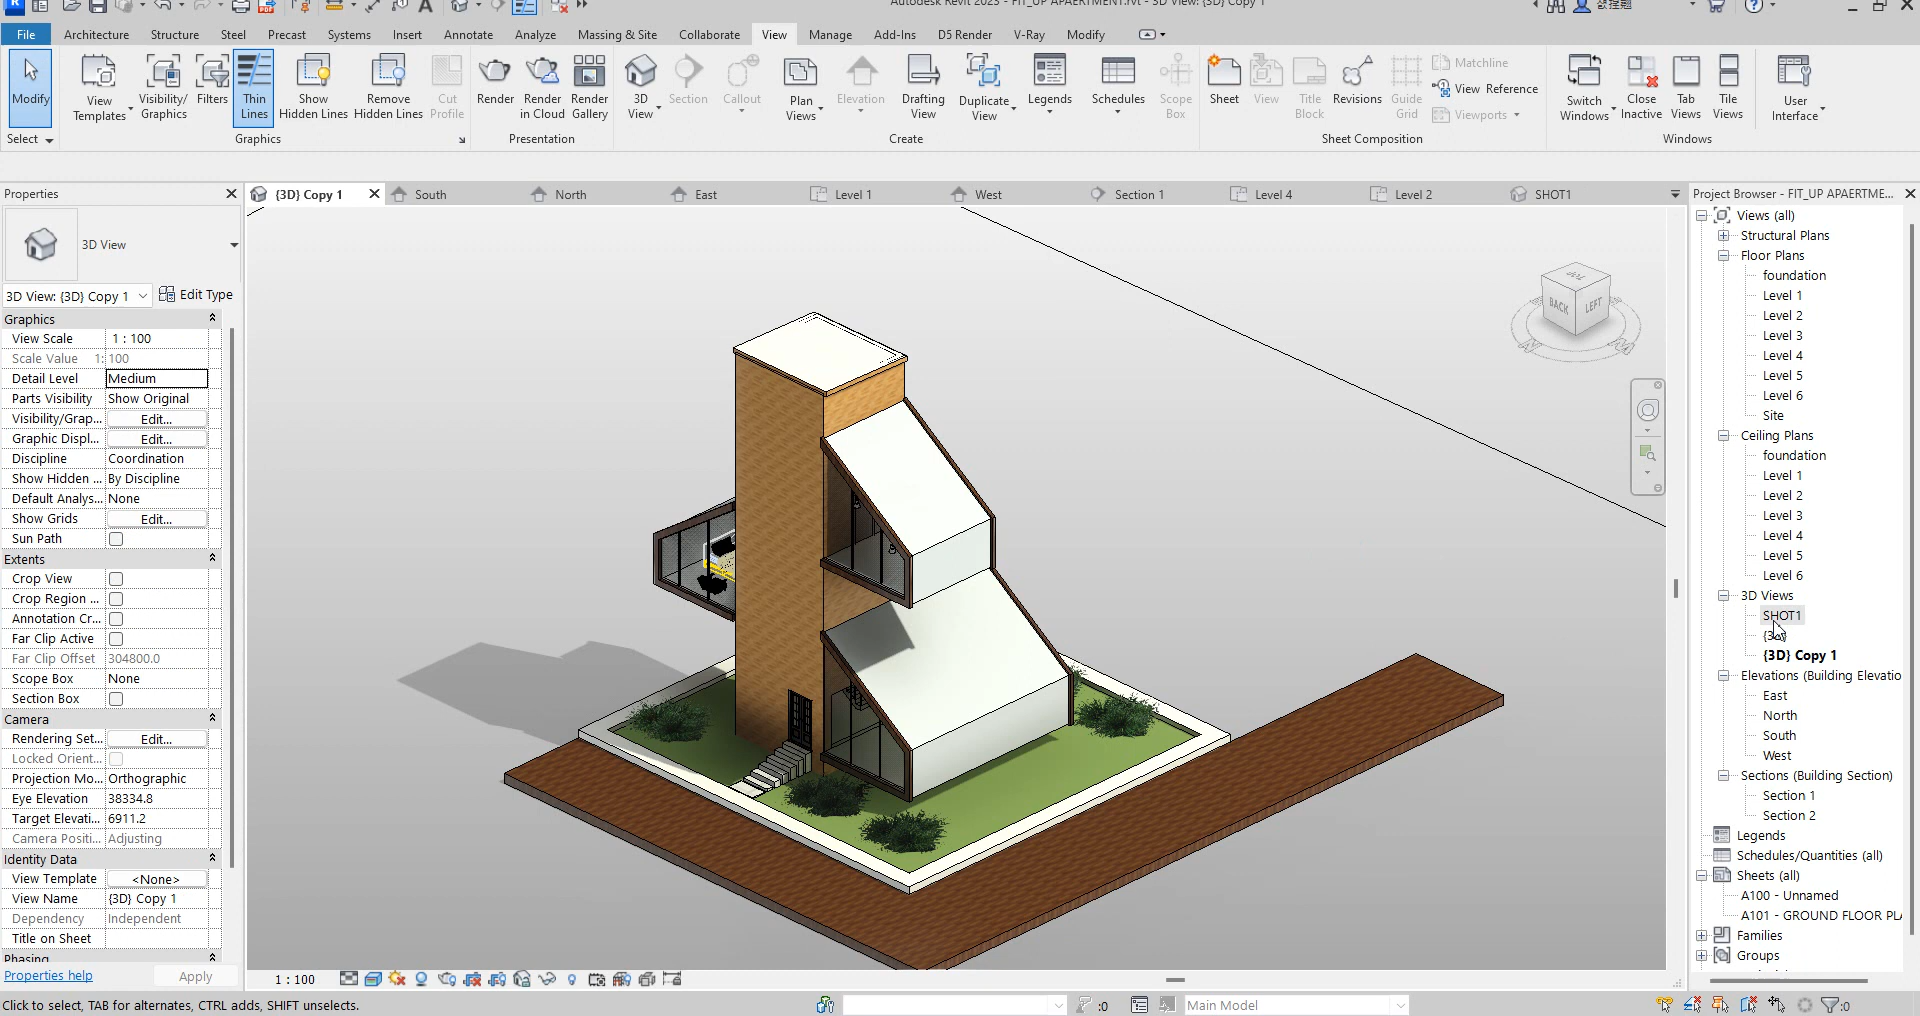 Autodesk Revit 2023 - FIT_UP APAERTMENT.rvt - 3D View: {3D} Copy 1
File Architecture Structure Steel Precast Systems Insert Annotate Analyze Massing & Site Collaborate View Manage Add-Ins D5 Render V-Ray Modify
Modify
View Templates
Visibility/ Graphics
Filters
Thin Lines
Show Hidden Lines
Remove Hidden Lines
Cut Profile
Render
Render in Cloud
Render Gallery
3D View
Section
Callout
Plan Views
Elevation
Drafting View
Duplicate View
Legends
Schedules
Scope Box
Sheet
View
Title Block
Revisions
Guide Grid
Matchline
View Reference
Viewports
Switch Windows
Close Inactive
Tab Views
Tile Views
User Interface
Select Graphics Presentation Create Sheet Composition Windows
Properties
{3D} Copy 1 South North East Level 1 West Section 1 Level 4 Level 2 SHOT1
3D View
3D View: {3D} Copy 1 Edit Type
Graphics
View Scale 1 : 100
Scale Value 1: 100
Detail Level Medium
Parts Visibility Show Original
Visibility/Grap... Edit...
Graphic Displ... Edit...
Discipline Coordination
Show Hidden ... By Discipline
Default Analys... None
Show Grids Edit...
Sun Path
Extents
Crop View
Crop Region ...
Annotation Cr...
Far Clip Active
Far Clip Offset 304800.0
Scope Box None
Section Box
Camera
Rendering Set... Edit...
Locked Orient...
Projection Mo... Orthographic
Eye Elevation 38334.8
Target Elevati... 6911.2
Camera Positi... Adjusting
Identity Data
View Template <None>
View Name {3D} Copy 1
Dependency Independent
Title on Sheet
Phasing
Properties help Apply
TOP
BACK
LEFT
Project Browser - FIT_UP APAERTME...
Views (all)
Structural Plans
Floor Plans
foundation
Level 1
Level 2
Level 3
Level 4
Level 5
Level 6
Site
Ceiling Plans
foundation
Level 1
Level 2
Level 3
Level 4
Level 5
Level 6
3D Views
SHOT1
{3D} Copy 1
Elevations (Building Elevatio
East
North
South
West
Sections (Building Section)
Section 1
Section 2
Legends
Schedules/Quantities (all)
Sheets (all)
A100 - Unnamed
A101 - GROUND FLOOR PLA
Families
Groups
1 : 100
Click to select, TAB for alternates, CTRL adds, SHIFT unselects.
:0
Main Model
:0